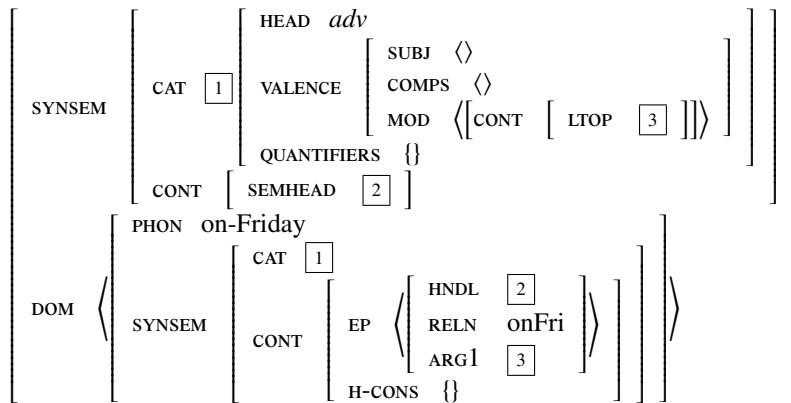 HEAD adv
SUBJ ⟨⟩
CAT 1 VALENCE COMPS ⟨⟩
SYNSEM MOD ⟨[CONT [ LTOP 3 ]]⟩
QUANTIFIERS {}
CONT [ SEMHEAD 2 ]
PHON on-Friday
CAT 1
HNDL 2
DOM SYNSEM CONT EP RELN onFri
ARG1 3
H-CONS {}